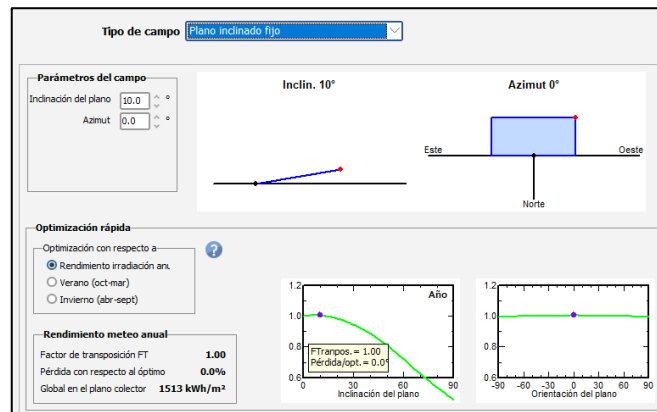 Tipo de campo Plano inclinado fijo
Parámetros del campo
Inclinación del plano 10.0 °
Azimut 0.0 °
Inclin. 10°
Azimut 0°
Este
Oeste
Norte
Optimización rápida
Optimización con respecto a
Rendimiento irradiación anu
Verano (oct-mar)
Invierno (abr-sept)
Rendimiento meteo anual
Factor de transposición FT 1.00
Pérdida con respecto al óptimo 0.0%
Global en el plano colector 1513 kWh/m²
?
1.2
1.0
0.8
0.6
Año
FTranpos. = 1.00
Pérdida/opt. = 0.0°
0 30 60 90
Inclinación del plano
1.2
1.0
0.8
0.6
-90 -60 -30 0 30 60 90
Orientación del plano